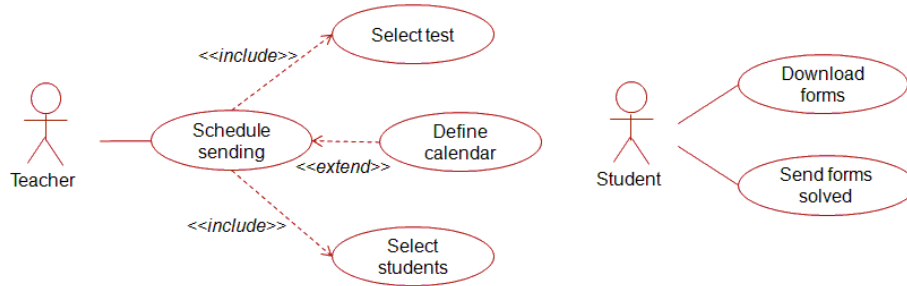 Select test
<<include>>
Download
forms
Schedule
sending
Define
calendar
<<extend>>
Teacher
Student
Send forms
solved
<<include>>
Select
students